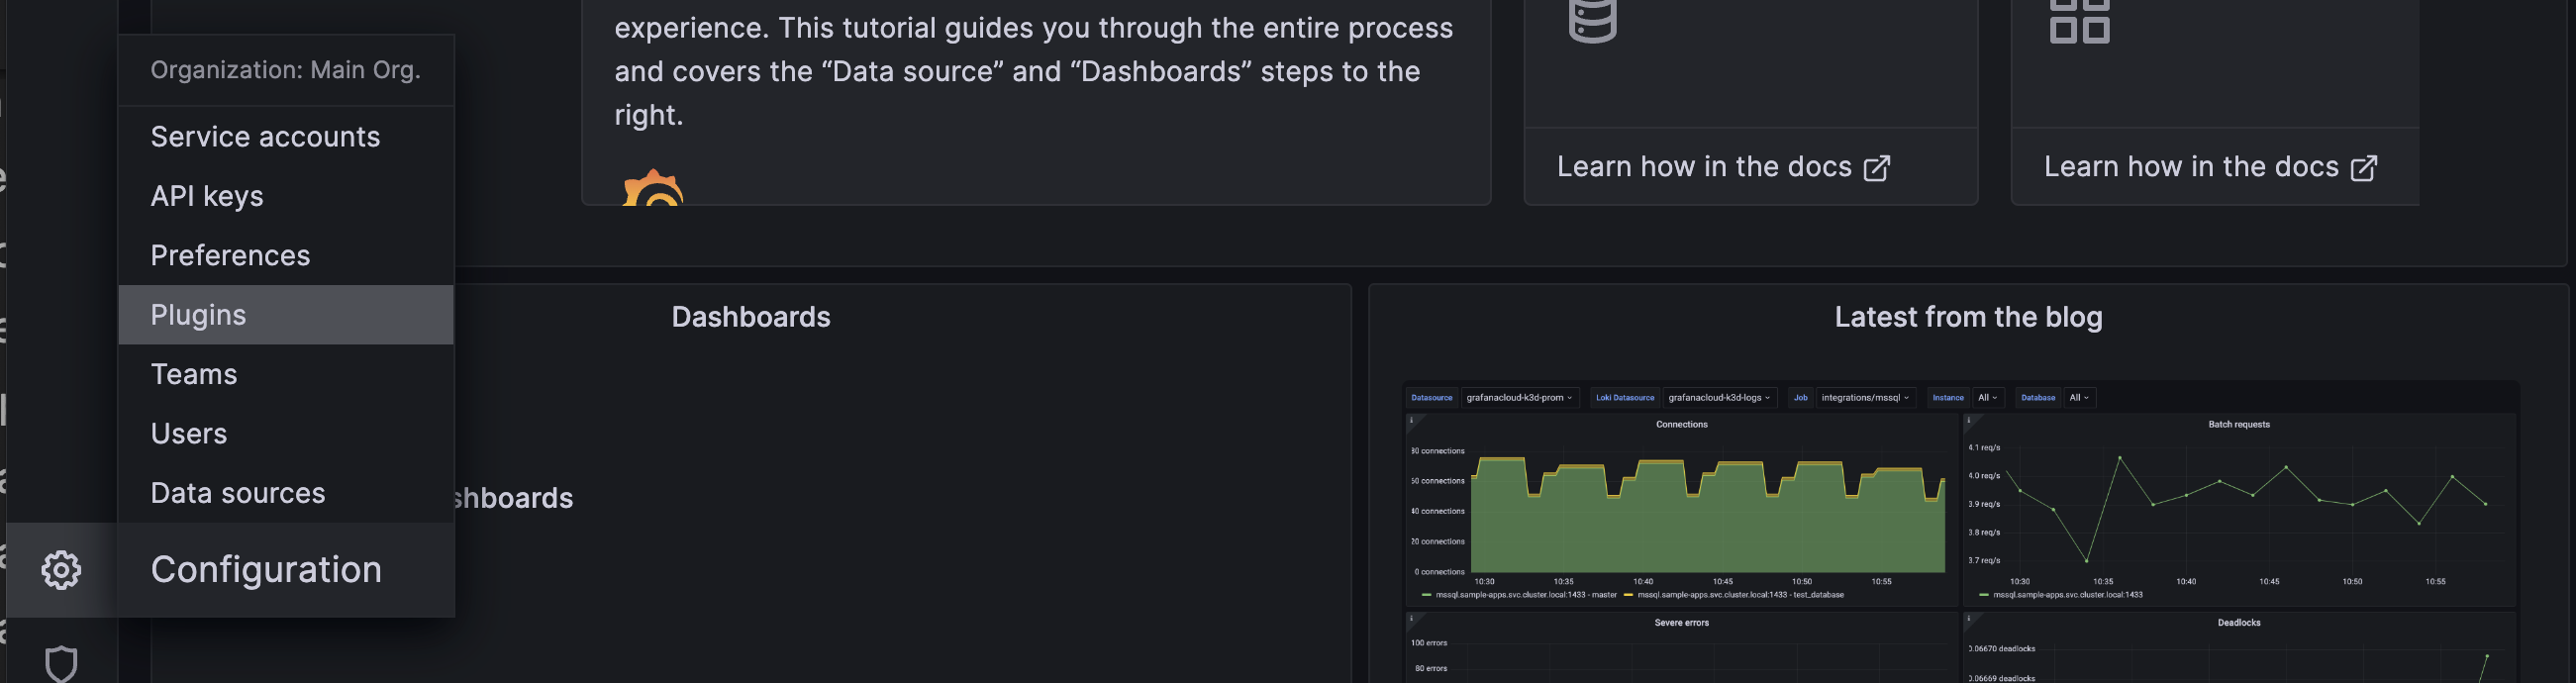 Organization: Main Org.
Service accounts
API keys
Preferences
Plugins
Teams
Users
Data sources
Configuration
experience. This tutorial guides you through the entire process
and covers the “Data source” and “Dashboards” steps to the
right.
Learn how in the docs
Learn how in the docs
Dashboards
shboards
Latest from the blog
Datasource grafanacloud-k3d-prom Loki Datasource grafanacloud-k3d-logs Job integrations/mssql Instance All Database All
Connections
80 connections
60 connections
40 connections
20 connections
0 connections
10:30 10:35 10:40 10:45 10:50 10:55
mssql.sample-apps.svc.cluster.local:1433 - master mssql.sample-apps.svc.cluster.local:1433 - test_database
Batch requests
4.1 req/s
4.0 req/s
3.9 req/s
3.8 req/s
3.7 req/s
10:30 10:35 10:40 10:45 10:50 10:55
mssql.sample-apps.svc.cluster.local:1433
Severe errors
100 errors
80 errors
Deadlocks
0.06670 deadlocks
0.06669 deadlocks